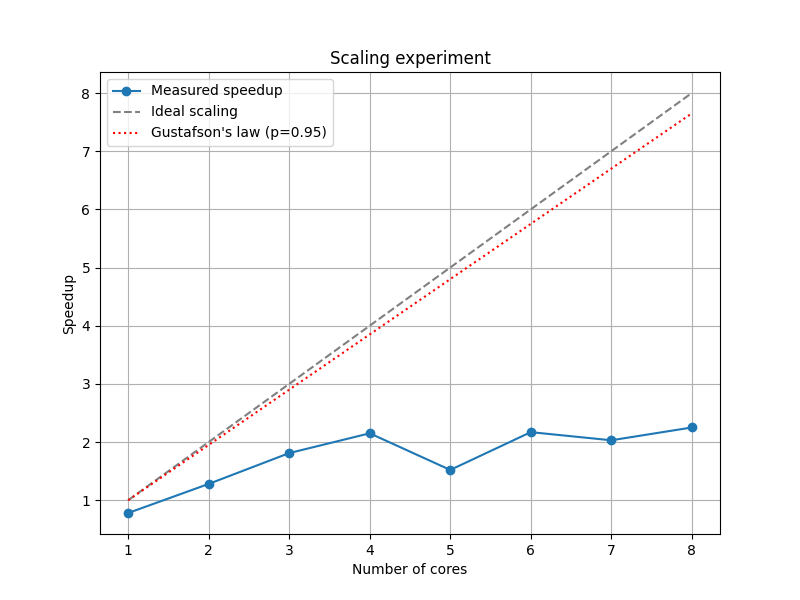 Scaling experiment
Measured speedup
Ideal scaling
Gustafson's law (p=0.95)
8
7
6
5
4
3
2
1
Speedup
1 2 3 4 5 6 7 8
Number of cores